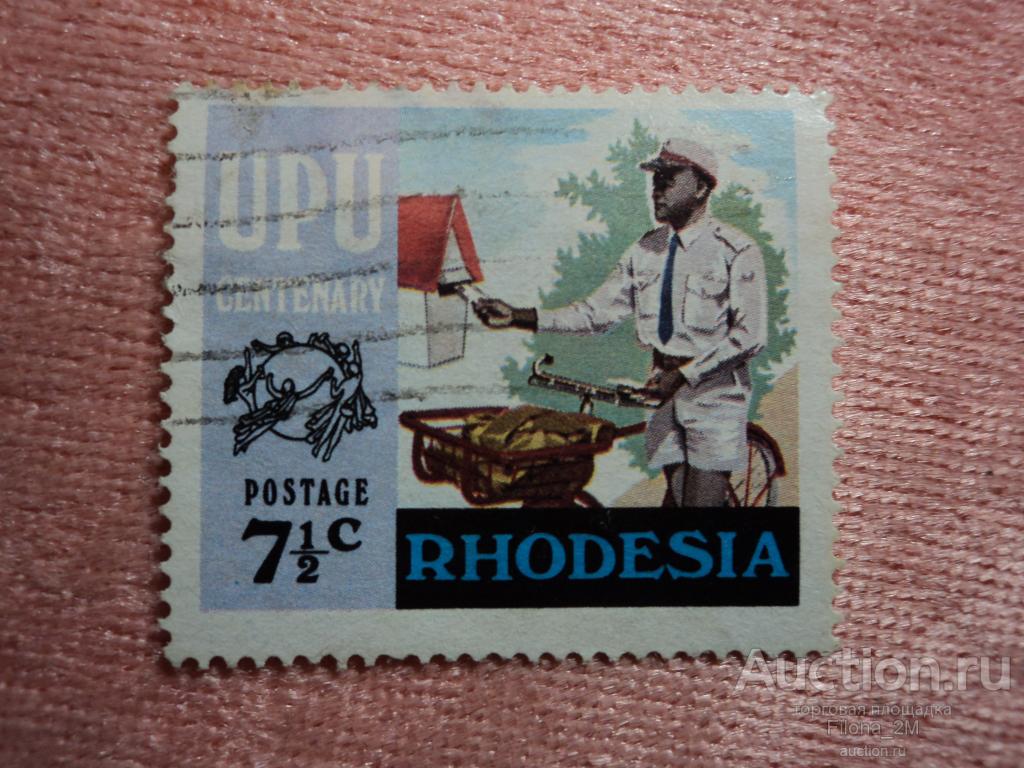 UPU
CENTENARY
POSTAGE
7½c
RHODESIA
Auction.ru
торговая площадка
Filona_2M
auction.ru